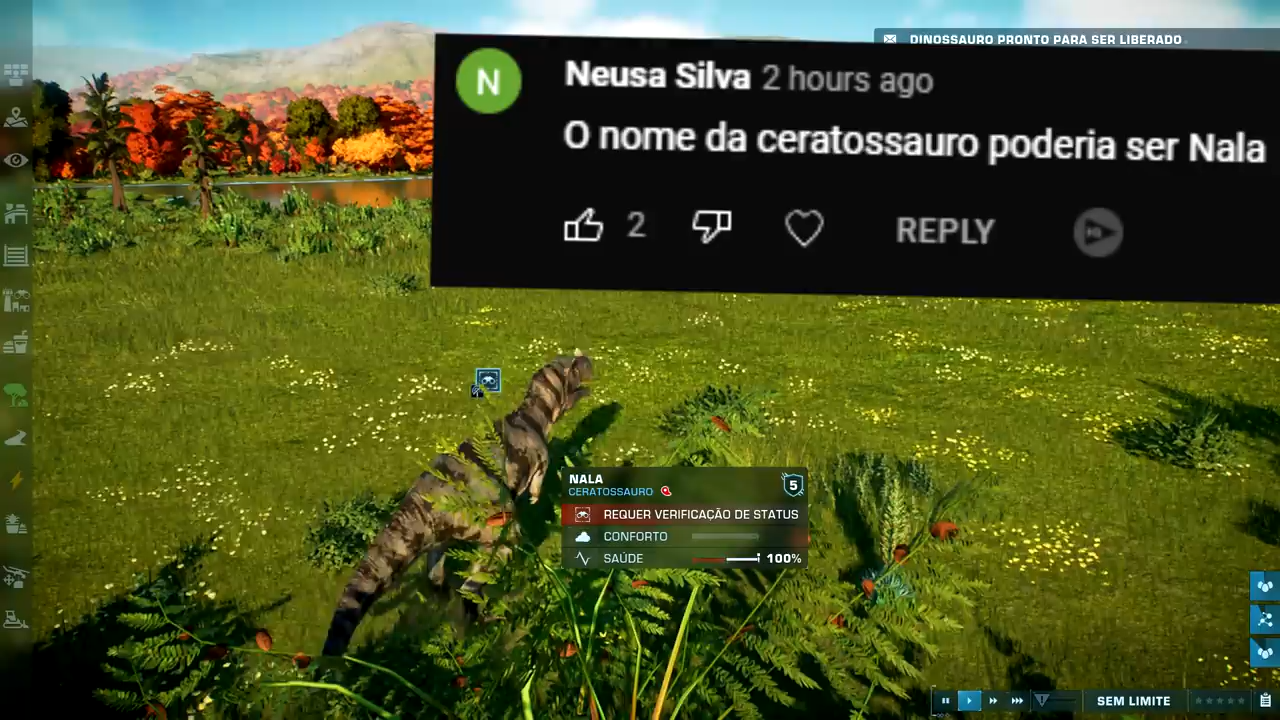 DINOSSAURO PRONTO PARA SER LIBERADO
N
Neusa Silva 2 hours ago
O nome da ceratossauro poderia ser Nala
2
REPLY
NALA
CERATOSSAURO
5
REQUER VERIFICAÇÃO DE STATUS
CONFORTO
SAÚDE 100%
SEM LIMITE